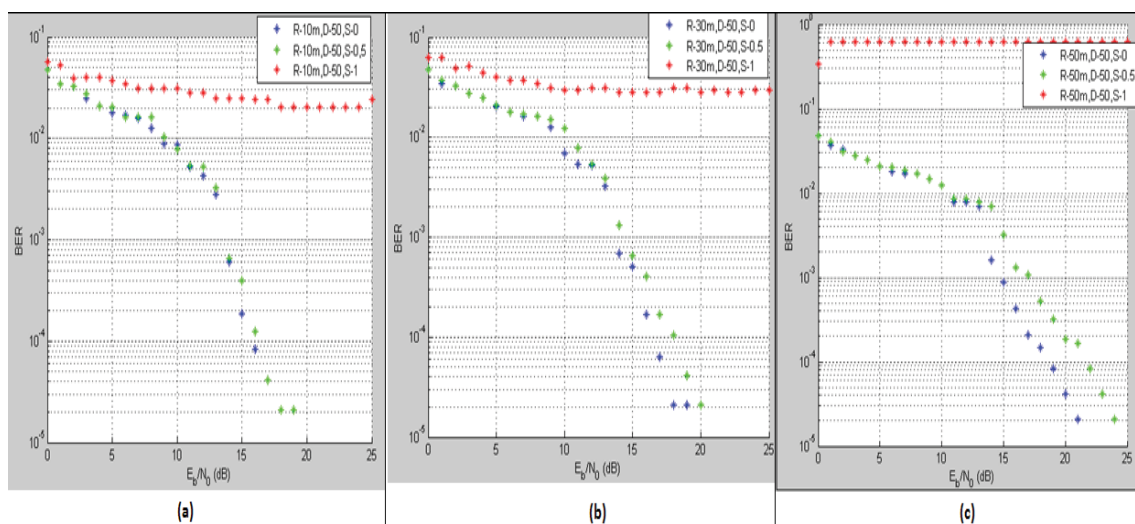 R-10m,D-50,S-0
R-10m,D-50,S-0,5
R-10m,D-50,S-1
10^-1
10^-2
10^-3
10^-4
10^-5
BER
0 5 10 15 20 25
E_b/N_0 (dB)
(a)
R-30m,D-50,S-0
R-30m,D-50,S-0.5
R-30m,D-50,S-1
10^-1
10^-2
10^-3
10^-4
10^-5
BER
0 5 10 15 20 25
E_b/N_0 (dB)
(b)
R-50m,D-50,S-0
R-50m,D-50,S-0.5
R-50m,D-50,S-1
10^0
10^-1
10^-2
10^-3
10^-4
10^-5
BER
0 5 10 15 20 25
E_b/N_0 (dB)
(c)